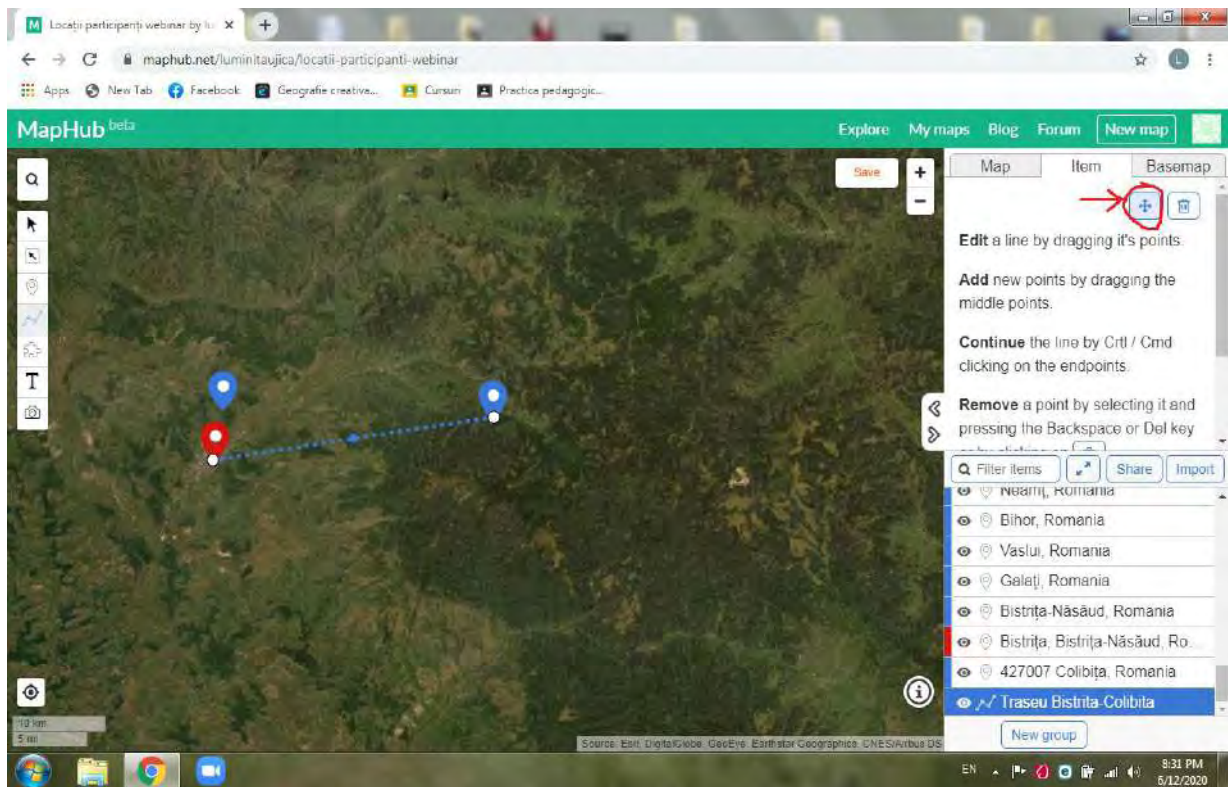 Locații participanți webinar by lu
maphub.net/luminitaujica/locatii-participanti-webinar
L
Apps New Tab Facebook Geografie creativa... Cursuri Practica pedagogic...
MapHub beta
Explore My maps Blog Forum New map
Save
+
−
Map Item Basemap
Edit a line by dragging it's points.
Add new points by dragging the
middle points.
Continue the line by Crtl / Cmd
clicking on the endpoints.
Remove a point by selecting it and
pressing the Backspace or Del key
T
Filter items Share Import
Neamț, Romania
Bihor, Romania
Vaslui, Romania
Galați, Romania
Bistrița-Năsăud, Romania
Bistrița, Bistrița-Năsăud, Ro...
427007 Colibița, Romania
Traseu Bistrita-Colibita
New group
10 km
5 mi
Source: Esri, DigitalGlobe, GeoEye, Earthstar Geographics, CNES/Airbus DS
EN
8:31 PM
6/12/2020